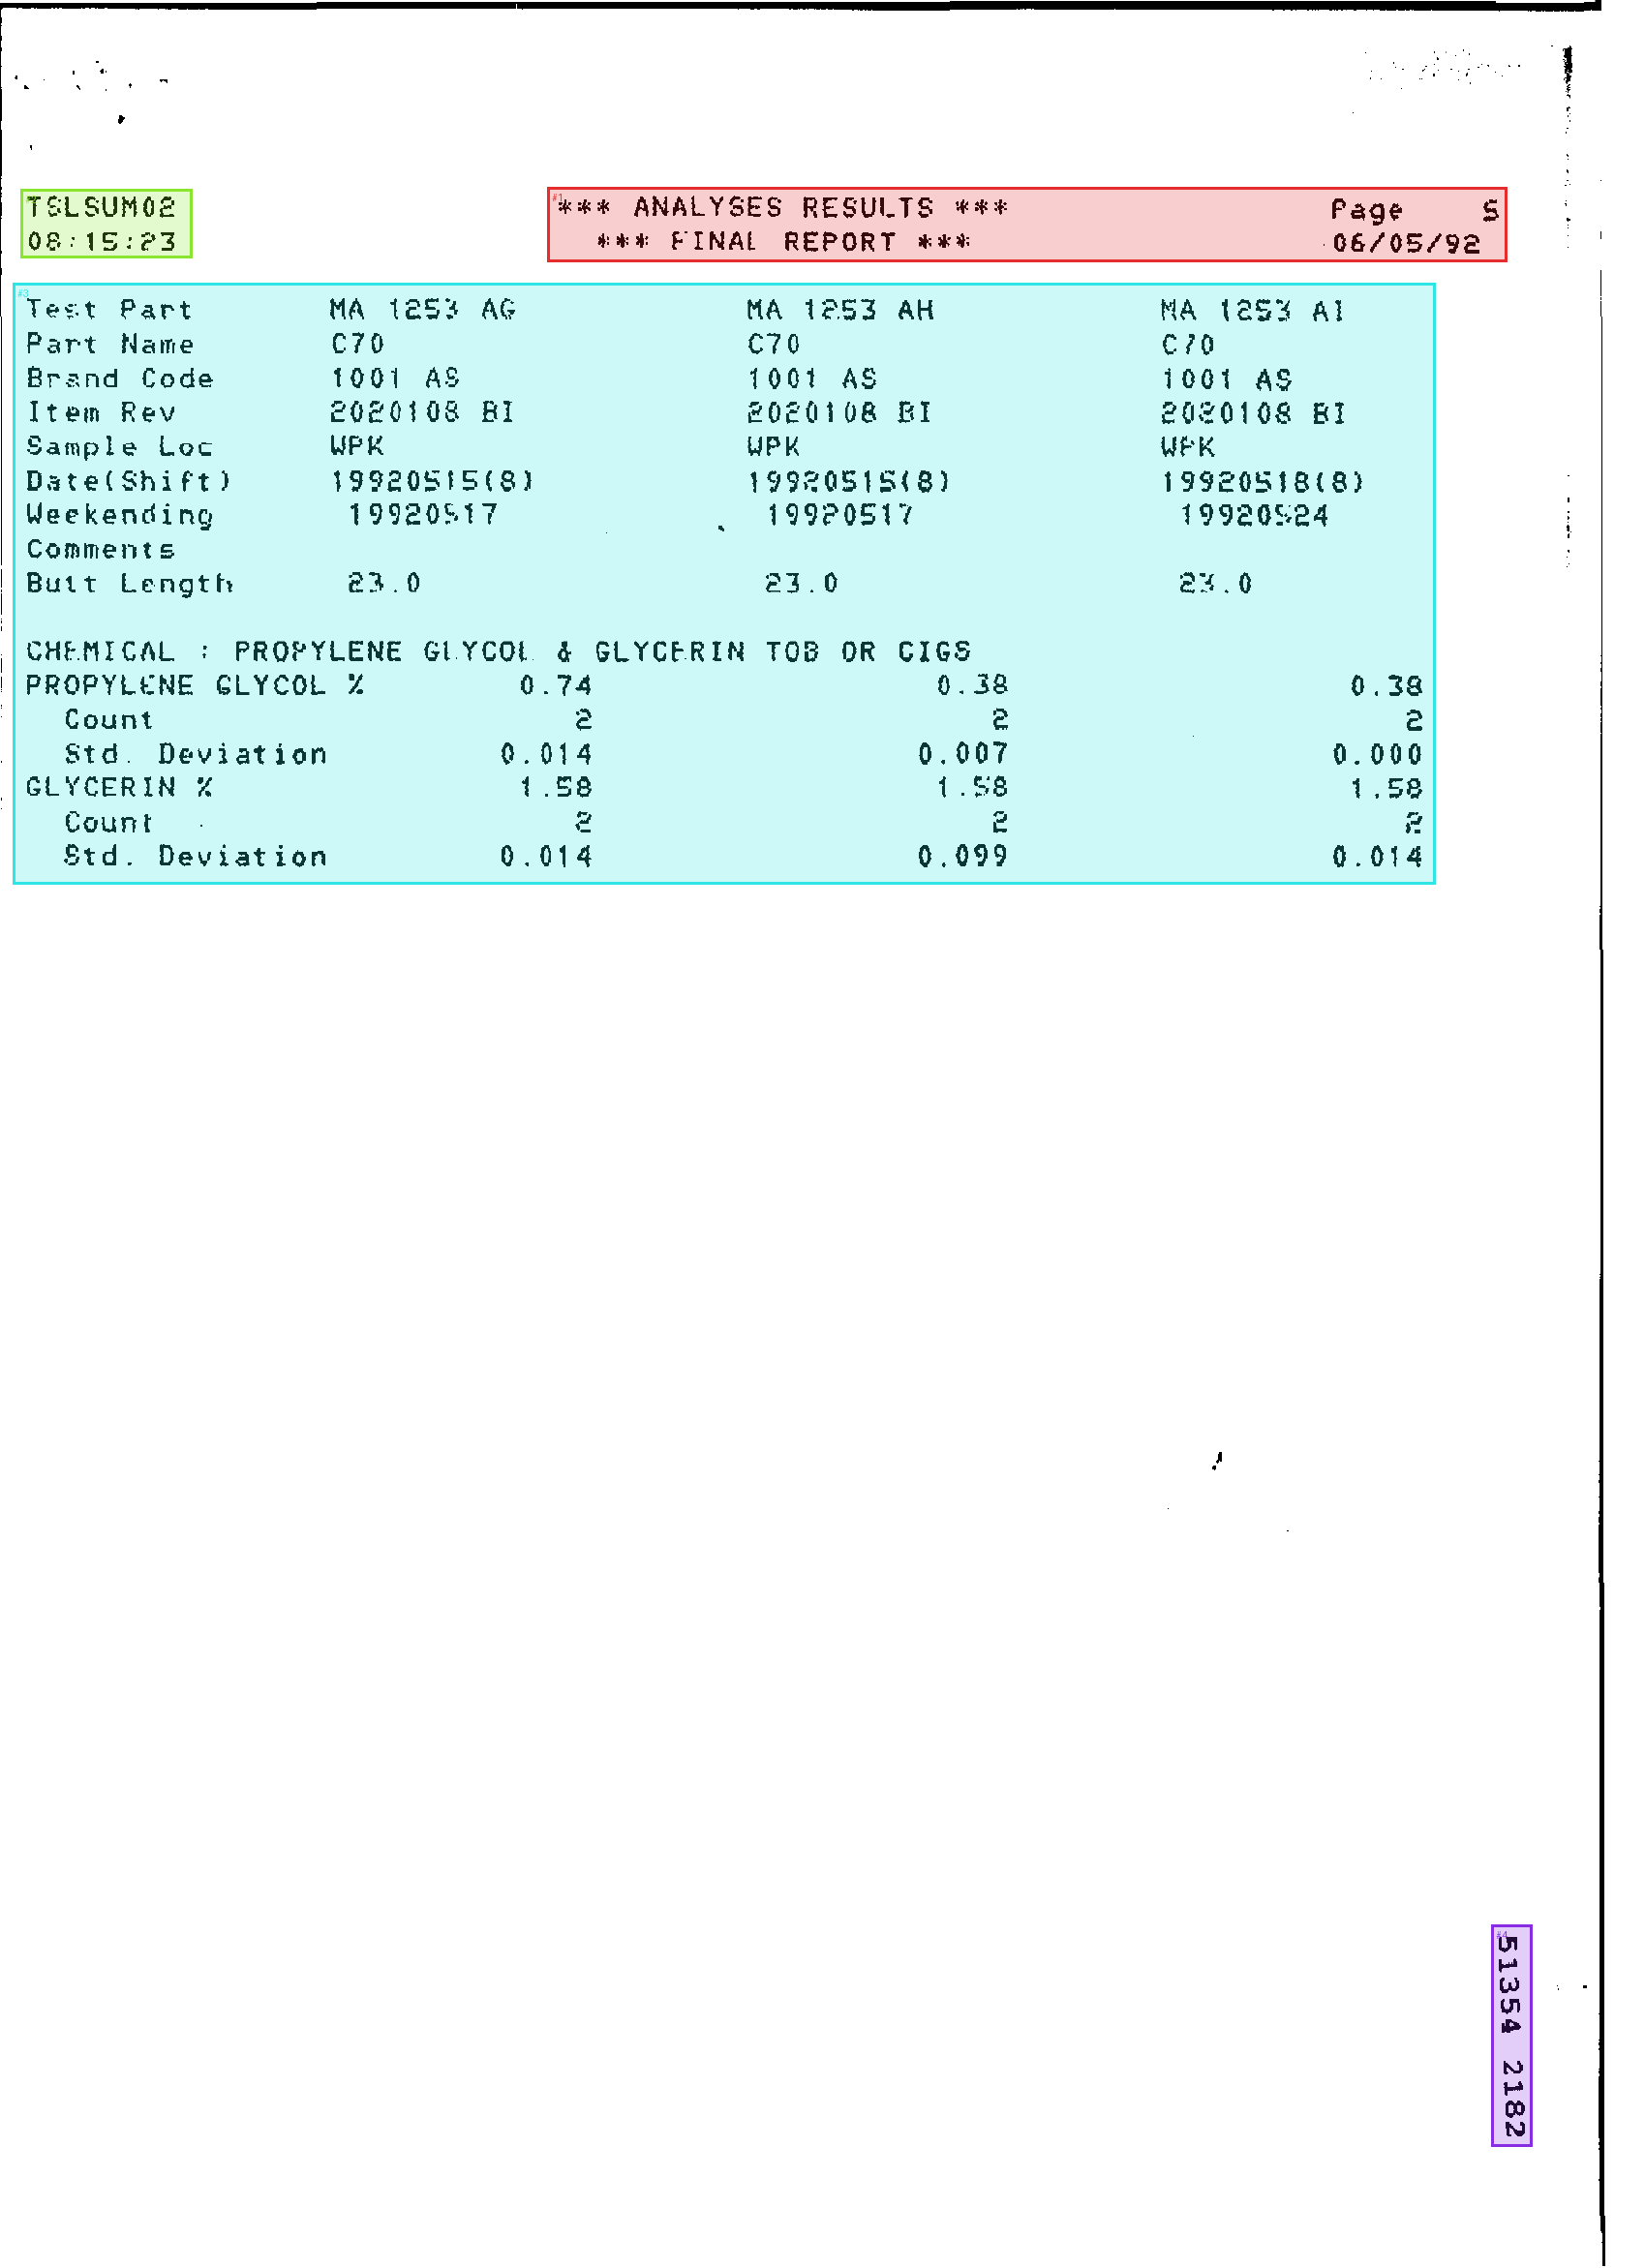 TSLSUM02 *** ANALYSES RESULTS *** Page 5
08:15:23 *** FINAL REPORT *** 06/05/92
Test Part MA 1253 AG MA 1253 AH MA 1253 AI
Part Name C70 C70 C70
Brand Code 1001 AS 1001 AS 1001 AS
Item Rev 2020108 BI 2020108 BI 2020108 BI
Sample Loc WPK WPK WPK
Date(Shift) 19920515(8) 19920515(8) 19920518(8)
Weekending 19920517 19920517 19920524
Comments
Butt Length 23.0 23.0 23.0
CHEMICAL : PROPYLENE GLYCOL & GLYCERIN TOB OR CIGS
PROPYLENE GLYCOL % 0.74 0.38 0.38
Count 2 2 2
Std. Deviation 0.014 0.007 0.000
GLYCERIN % 1.58 1.58 1.58
Count 2 2 2
Std. Deviation 0.014 0.099 0.014
51354 2182